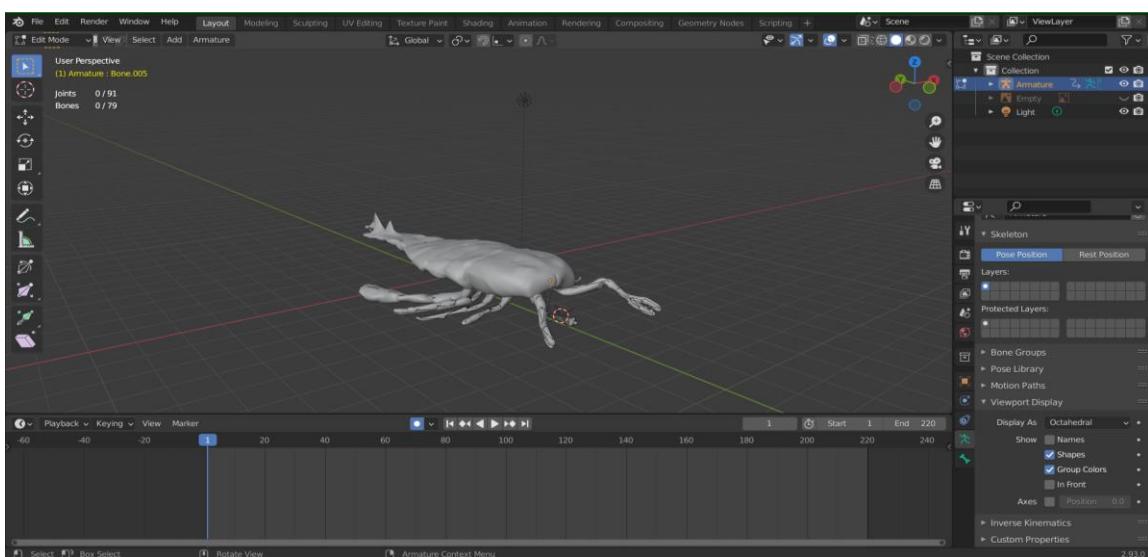 File Edit Render Window Help Layout Modeling Sculpting UV Editing Texture Paint Shading Animation Rendering Compositing Geometry Nodes Scripting + Scene ViewLayer
Edit Mode View Select Add Armature Global
User Perspective
(1) Armature : Bone.005
Joints 0 / 91
Bones 0 / 79
Z
Y
Scene Collection
Collection
Armature
Empty
Light
Skeleton
Pose Position Rest Position
Layers:
Protected Layers:
Bone Groups
Pose Library
Motion Paths
Viewport Display
Display As Octahedral
Show Names
Shapes
Group Colors
In Front
Axes Position 0.0
Inverse Kinematics
Custom Properties
Playback Keying View Marker 1 Start 1 End 220
-60 -40 -20 1 20 40 60 80 100 120 140 160 180 200 220 240
Select Box Select Rotate View Armature Context Menu 2.93.0